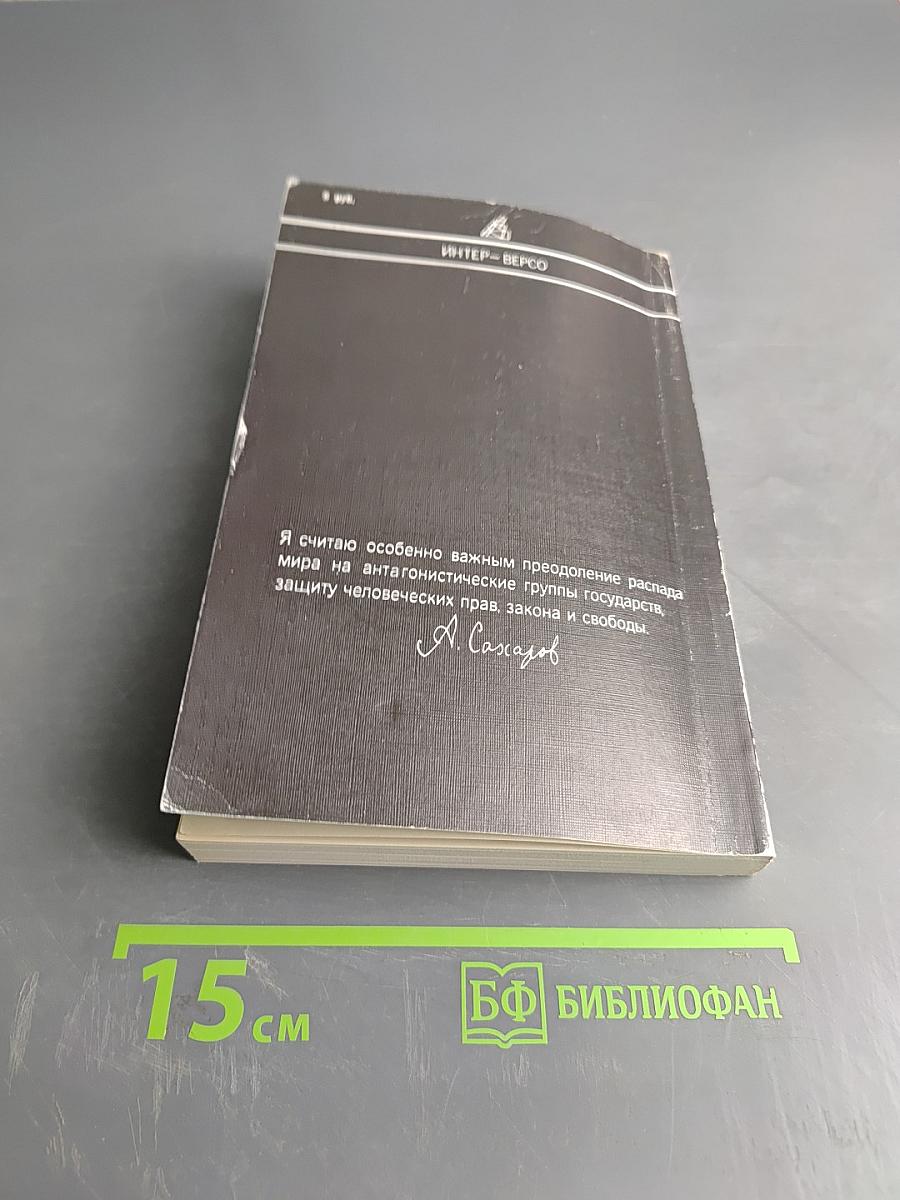 руб.
ИНТЕР — ВЕРСО
Я считаю особенно важным преодоление распада
мира на антагонистические группы государств,
защиту человеческих прав, закона и свободы.
А. Сахаров
15 см
БФ БИБЛИОФАН